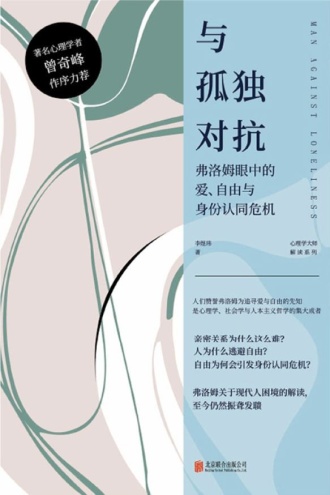 著名心理学者
曾奇峰
作序力荐
与
孤独
对抗
MAN AGAINST LONELINESS
弗洛姆眼中的
爱、自由与
身份认同危机
著
心理学大师
解读系列
人们赞誉弗洛姆为追寻爱与自由的先知
是心理学、社会学与人本主义哲学的集大成者
亲密关系为什么这么难?
人为什么逃避自由?
自由为何会引发身份认同危机?
弗洛姆关于现代人困境的解读,
至今仍然振聋发聩
北京联合出版公司